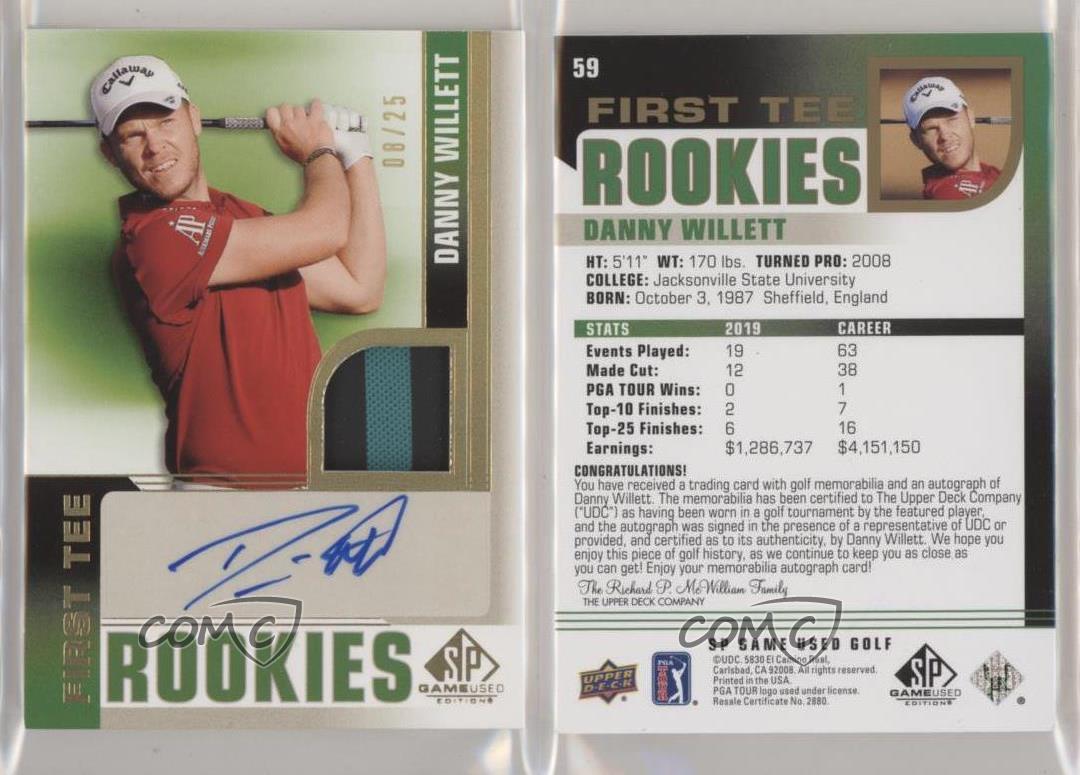 Callaway
AP
AUDEMARS PIGUET
08/25
DANNY WILLETT
FIRST TEE
ROOKIES
COMC
SP
GAMEUSED
EDITION®
59
FIRST TEE
ROOKIES
DANNY WILLETT
Callaway
AP
HT: 5'11" WT: 170 lbs. TURNED PRO: 2008
COLLEGE: Jacksonville State University
BORN: October 3, 1987 Sheffield, England
STATS 2019 CAREER
Events Played: 19 63
Made Cut: 12 38
PGA TOUR Wins: 0 1
Top-10 Finishes: 2 7
Top-25 Finishes: 6 16
Earnings: $1,286,737 $4,151,150
CONGRATULATIONS!
You have received a trading card with golf memorabilia and an autograph of
Danny Willett. The memorabilia has been certified to The Upper Deck Company
("UDC") as having been worn in a golf tournament by the featured player,
and the autograph was signed in the presence of a representative of UDC or
provided, and certified as to its authenticity, by Danny Willett. We hope you
enjoy this piece of golf history, as we continue to keep you as close as
you can get! Enjoy your memorabilia autograph card!
The Richard P. McWilliam Family
THE UPPER DECK COMPANY
COMC
SP GAME USED GOLF
©UDC. 5830 El Camino Real,
Carlsbad, CA 92008. All rights reserved.
Printed in the USA.
PGA TOUR logo used under license.
Resale Certificate No. 2880.
UPPER
DECK
PGA
TOUR
SP
GAMEUSED
EDITION®